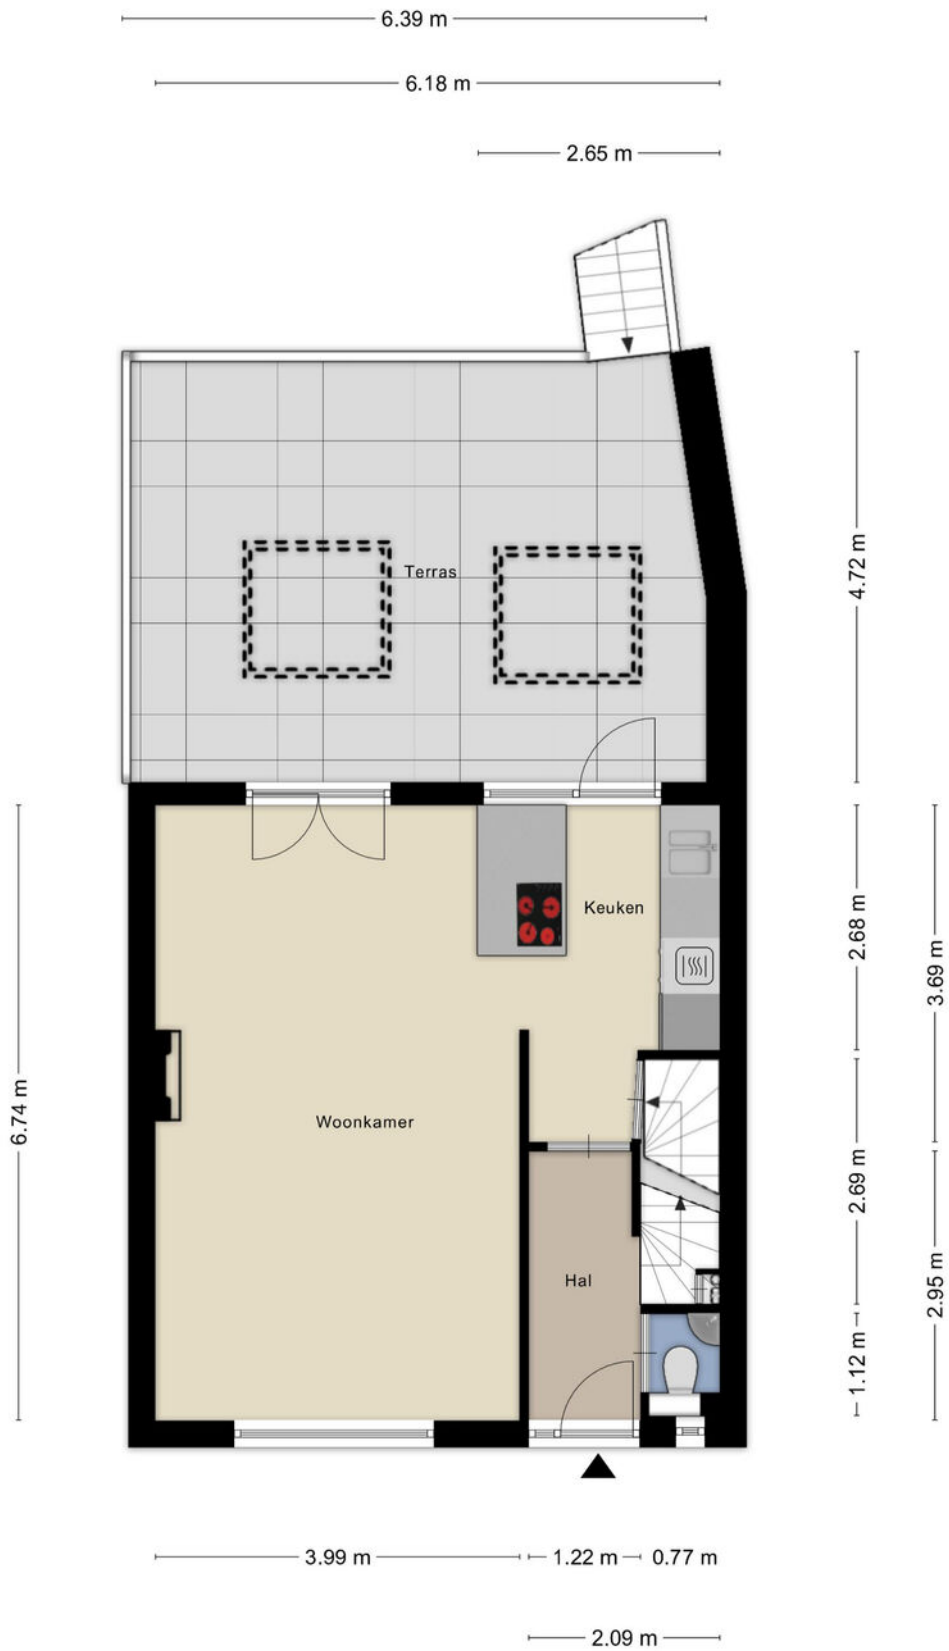 6.39 m
6.18 m
2.65 m
Terras
4.72 m
Keuken
2.68 m
3.69 m
6.74 m
Woonkamer
2.69 m
Hal
2.95 m
1.12 m
3.99 m
1.22 m
0.77 m
2.09 m